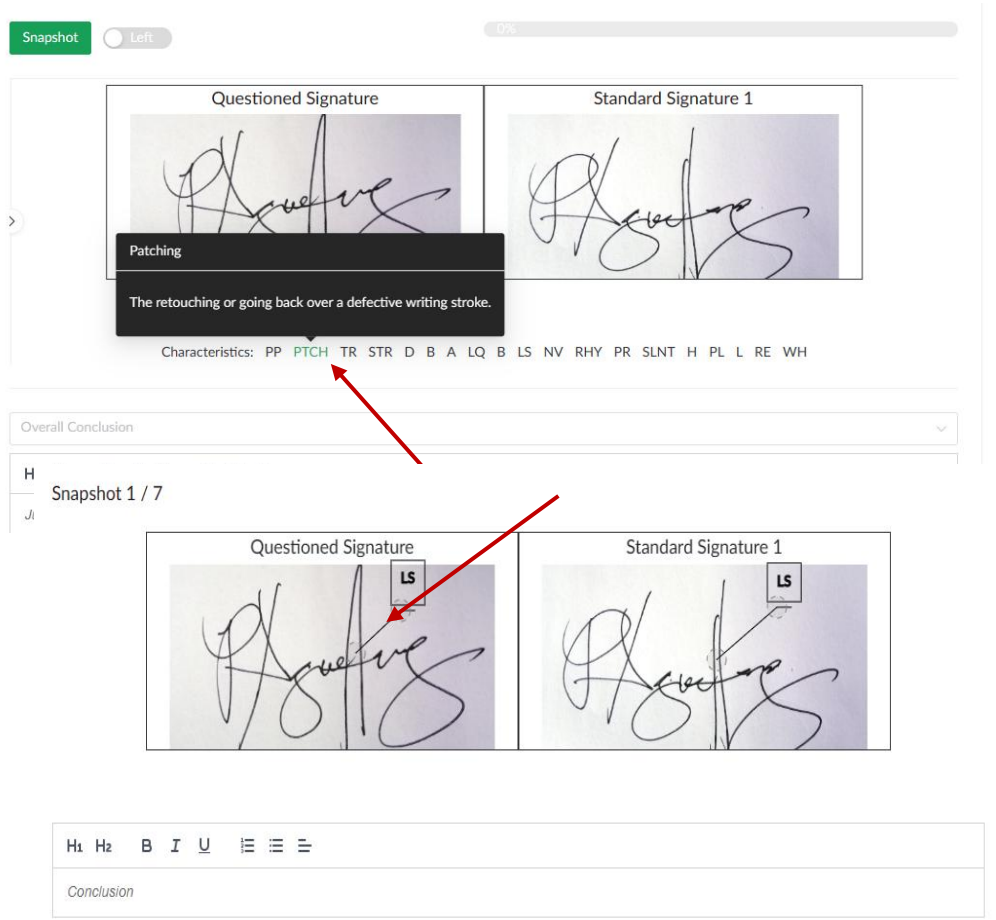 Snapshot Left 0%
Questioned Signature Standard Signature 1
Patching
The retouching or going back over a defective writing stroke.
Characteristics: PP PTCH TR STR D B A LQ B LS NV RHY PR SLNT H PL L RE WH
Overall Conclusion
H
Snapshot 1 / 7
Questioned Signature Standard Signature 1
LS LS
H1 H2 B I U
Conclusion